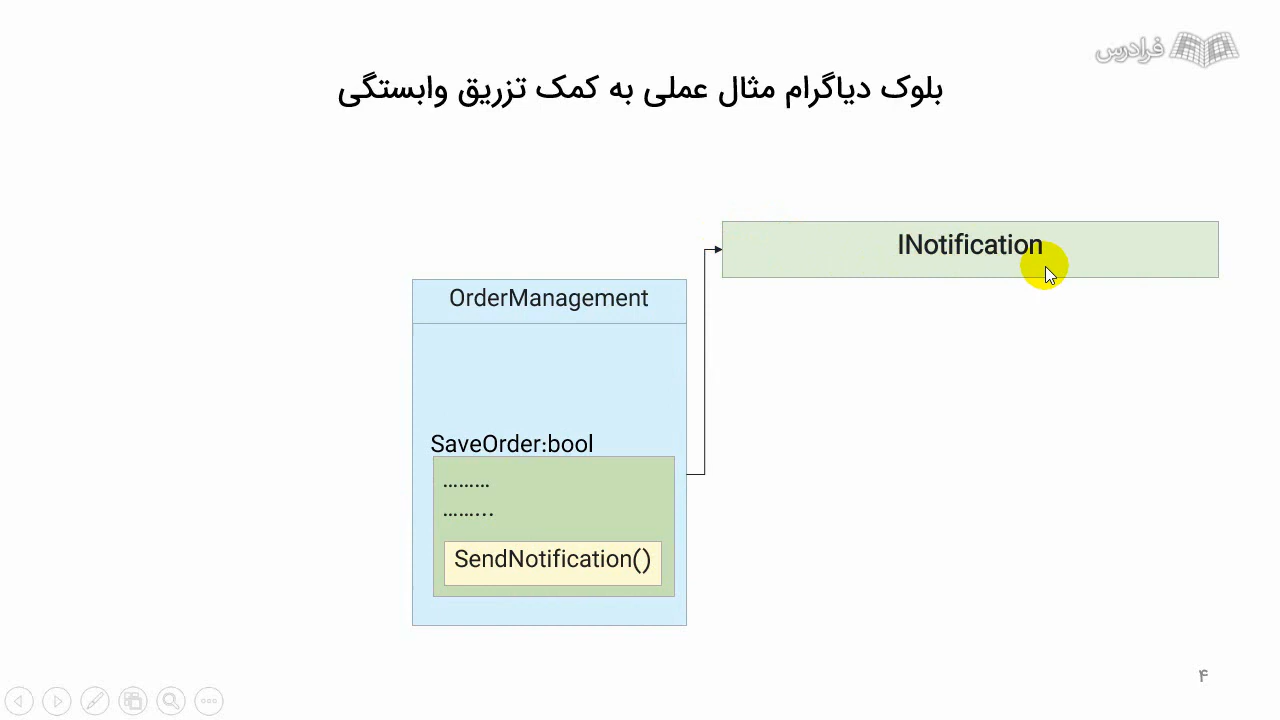 فرادرس
بلوک دیاگرام مثال عملی به کمک تزریق وابستگی
INotification
OrderManagement
SaveOrder:bool
………
……...
SendNotification()
۴